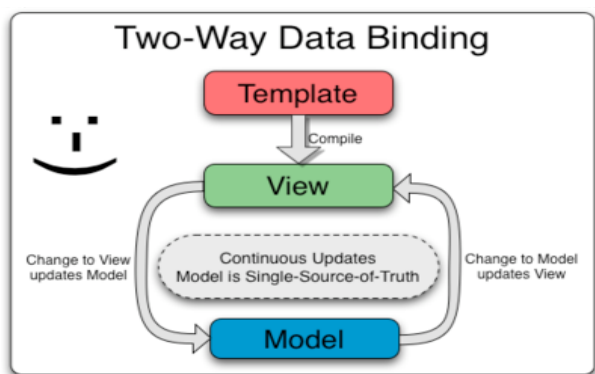 Two-Way Data Binding
Template
Compile
View
Change to View
updates Model
Continuous Updates
Model is Single-Source-of-Truth
Change to Model
updates View
Model